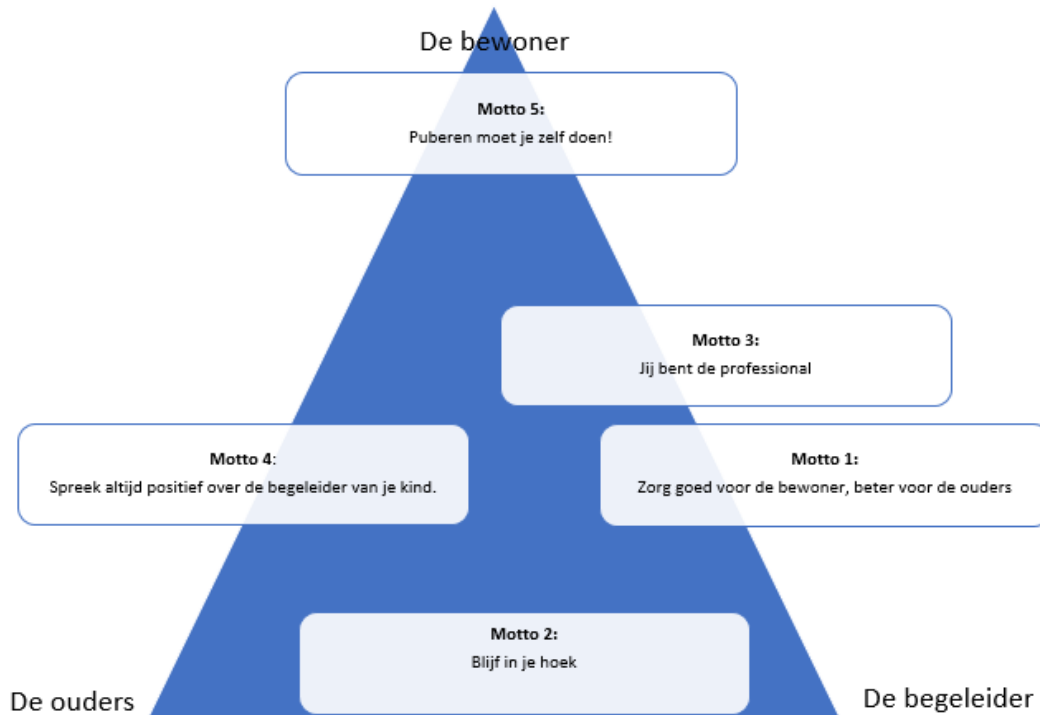 De bewoner
Motto 5:
Puberen moet je zelf doen!
Motto 3:
Jij bent de professional
Motto 4:
Spreek altijd positief over de begeleider van je kind.
Motto 1:
Zorg goed voor de bewoner, beter voor de ouders
Motto 2:
Blijf in je hoek
De ouders
De begeleider